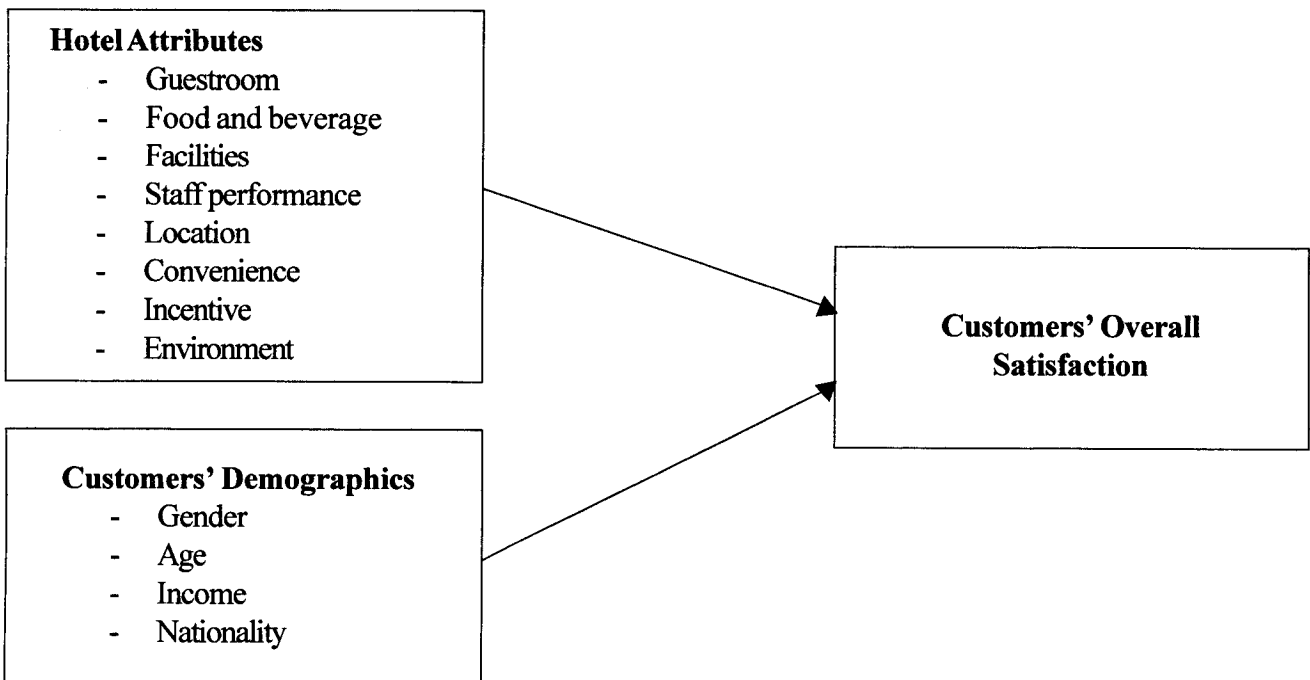 Hotel Attributes
- Guestroom
- Food and beverage
- Facilities
- Staff performance
- Location
- Convenience
- Incentive
- Environment
Customers' Demographics
- Gender
- Age
- Income
- Nationality
Customers' Overall
Satisfaction